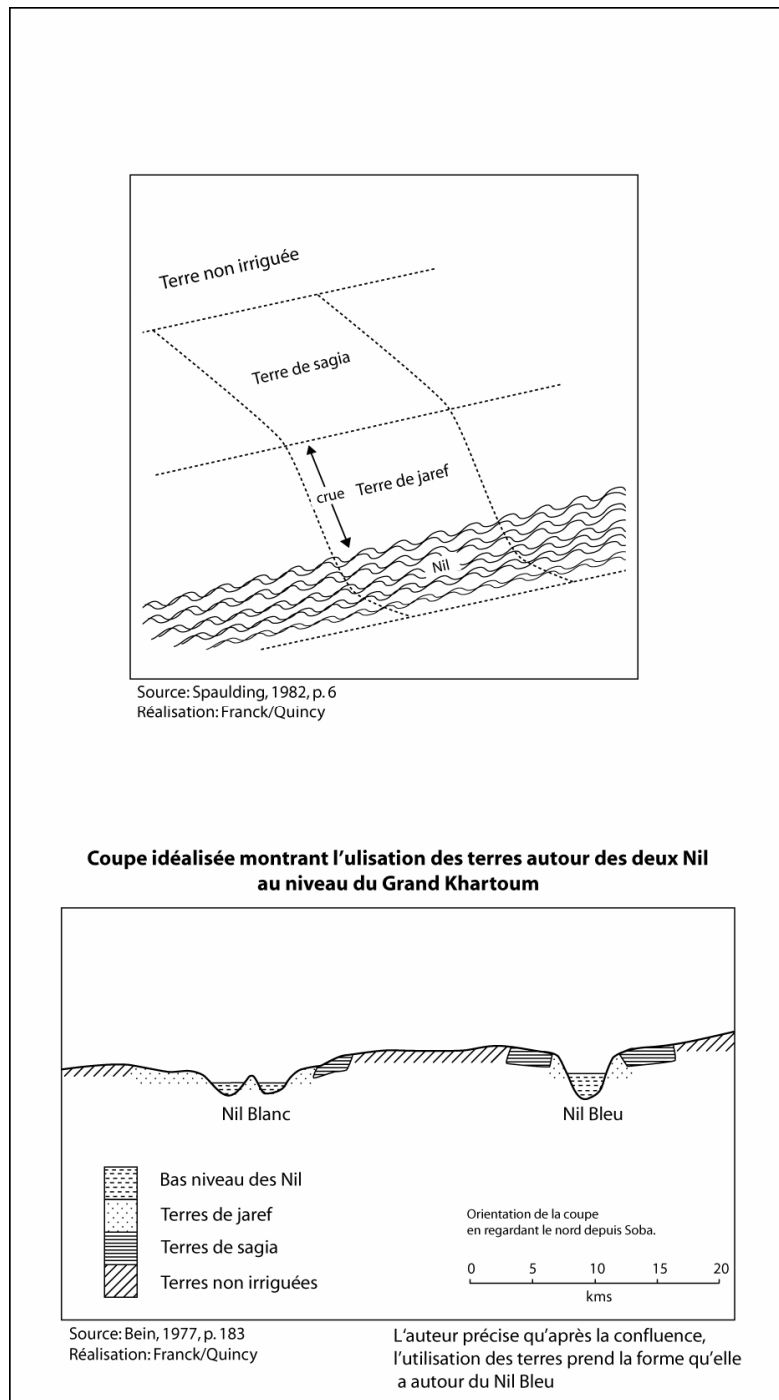 Terre non irriguée
Terre de sagia
crue
Terre de jaref
Nil
Source: Spaulding, 1982, p. 6
Réalisation: Franck/Quincy
Coupe idéalisée montrant l'ulisation des terres autour des deux Nil
au niveau du Grand Khartoum
Nil Blanc
Nil Bleu
Bas niveau des Nil
Terres de jaref
Terres de sagia
Terres non irriguées
Orientation de la coupe
en regardant le nord depuis Soba.
0 5 10 15 20
kms
Source: Bein, 1977, p. 183
Réalisation: Franck/Quincy
L'auteur précise qu'après la confluence,
l'utilisation des terres prend la forme qu'elle
a autour du Nil Bleu